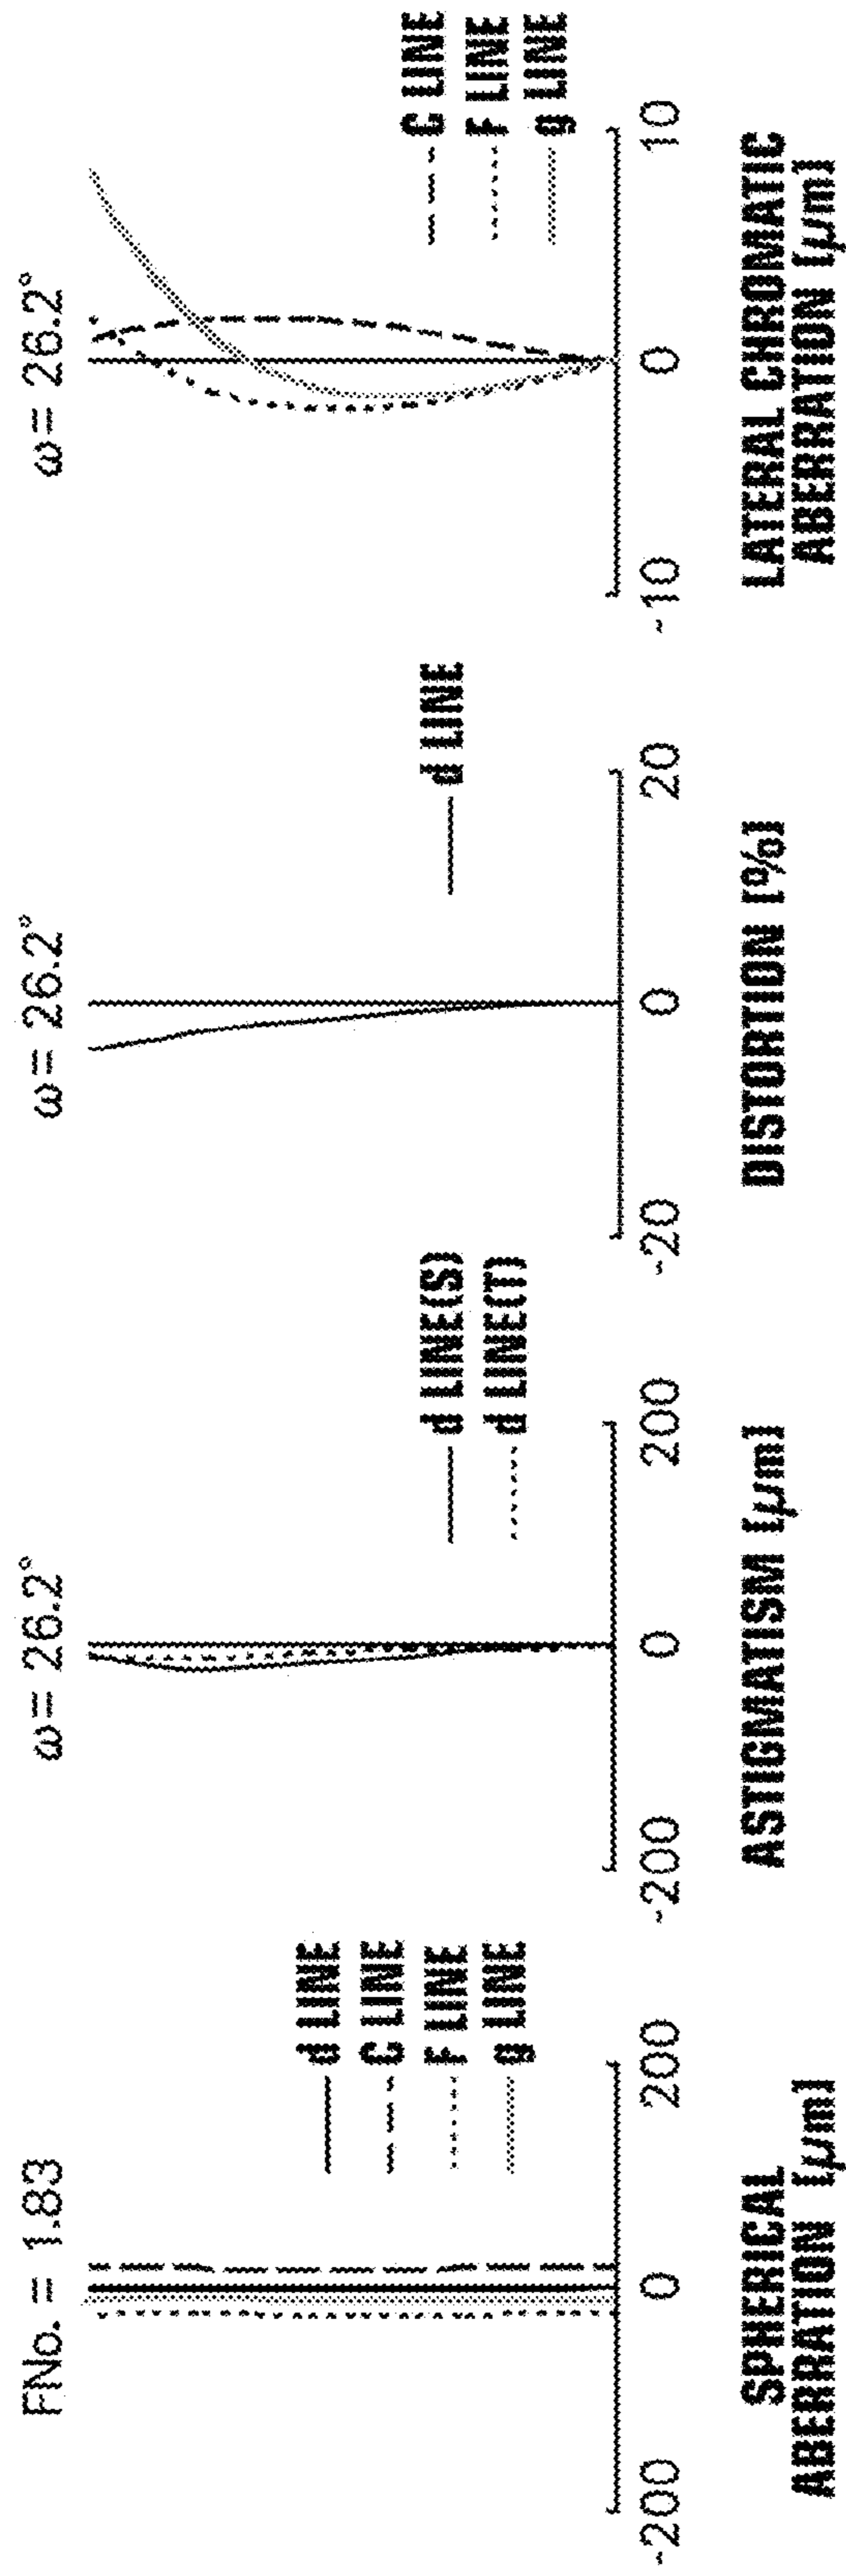 FNo. = 1.83
d LINE
C LINE
F LINE
g LINE
-200
0
200
SPHERICAL
ABERRATION [μm]
ω= 26.2°
d LINE(S)
d LINE(T)
-200
0
200
ASTIGMATISM [μm]
ω= 26.2°
d LINE
-20
0
20
DISTORTION [%]
ω= 26.2°
C LINE
F LINE
g LINE
-10
0
10
LATERAL CHROMATIC
ABERRATION [μm]